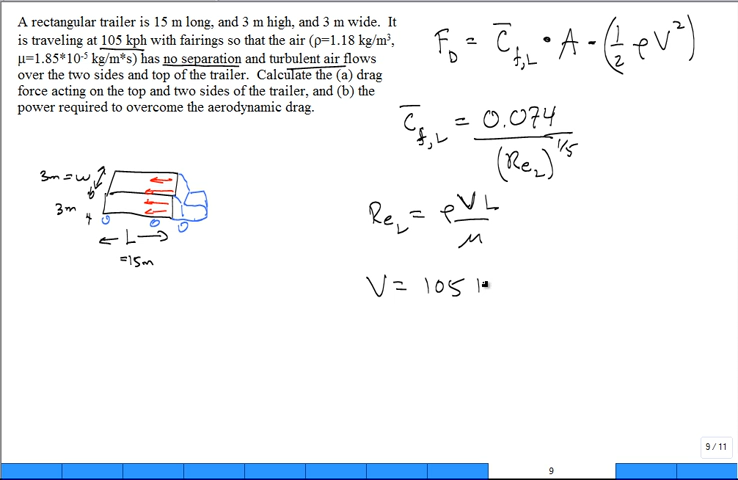 A rectangular trailer is 15 m long, and 3 m high, and 3 m wide. It
is traveling at 105 kph with fairings so that the air (ρ=1.18 kg/m³,
μ=1.85*10⁻⁵ kg/m*s) has no separation and turbulent air flows
over the two sides and top of the trailer. Calculate the (a) drag
force acting on the top and two sides of the trailer, and (b) the
power required to overcome the aerodynamic drag.
F_D = C̄_f,L • A • (1/2 ρV²)
C̄_f,L = 0.074 / (Re_L)^1/5
Re_L = ρVL / μ
V = 105
3m = w
3m
← L →
=15m
9 / 11
9